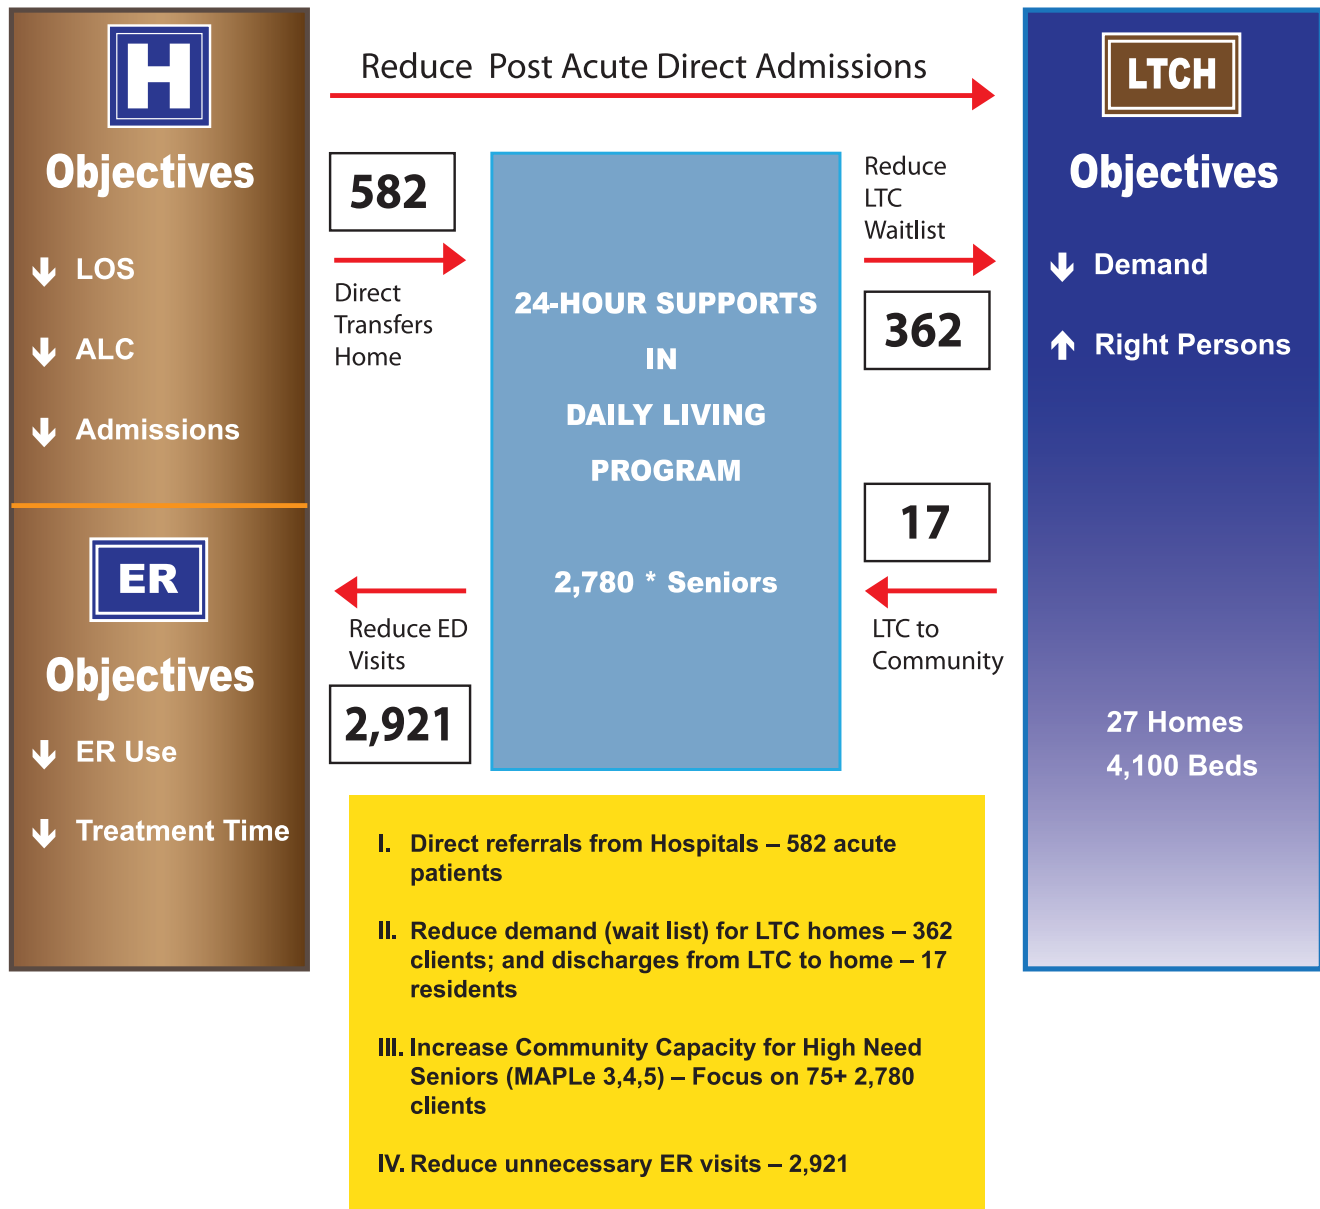 H
Objectives
LOS
ALC
Admissions
ER
Objectives
ER Use
Treatment Time
Reduce Post Acute Direct Admissions
582
Direct
Transfers
Home
Reduce ED
Visits
2,921
24-HOUR SUPPORTS
IN
DAILY LIVING
PROGRAM
2,780 * Seniors
Reduce
LTC
Waitlist
362
17
LTC to
Community
LTCH
Objectives
Demand
Right Persons
27 Homes
4,100 Beds
I. Direct referrals from Hospitals – 582 acute
patients
II. Reduce demand (wait list) for LTC homes – 362
clients; and discharges from LTC to home – 17
residents
III. Increase Community Capacity for High Need
Seniors (MAPLe 3,4,5) – Focus on 75+ 2,780
clients
IV. Reduce unnecessary ER visits – 2,921